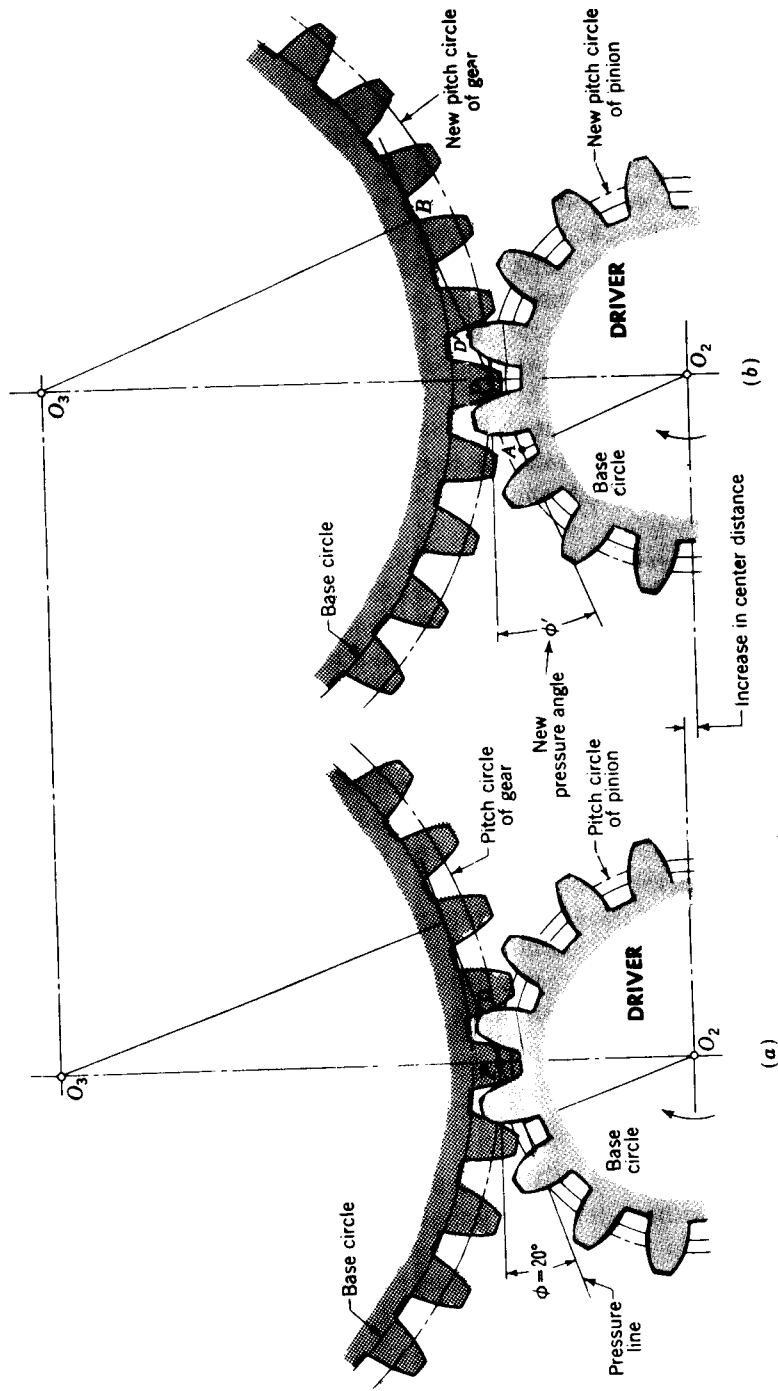 O₃
Base circle
Pitch circle
of gear
φ = 20°
Pressure
line
Base
circle
DRIVER
Pitch circle
of pinion
O₂
(a)
O₃
Base circle
New pitch circle
of gear
B
D'
A
φ'
New
pressure angle
Base
circle
DRIVER
New pitch circle
of pinion
O₂
Increase in center distance
(b)